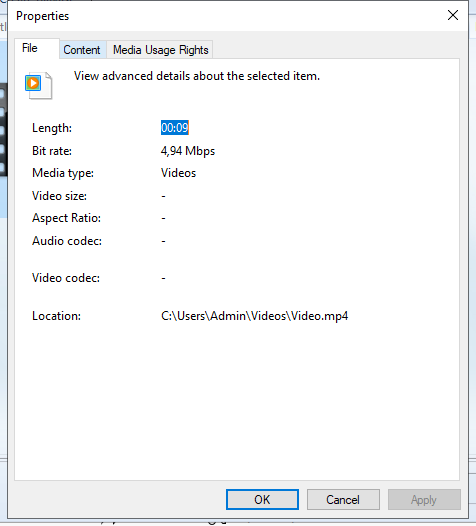 Properties
File Content Media Usage Rights
View advanced details about the selected item.
Length: 00:09
Bit rate: 4,94 Mbps
Media type: Videos
Video size: -
Aspect Ratio: -
Audio codec: -
Video codec: -
Location: C:\Users\Admin\Videos\Video.mp4
OK Cancel Apply